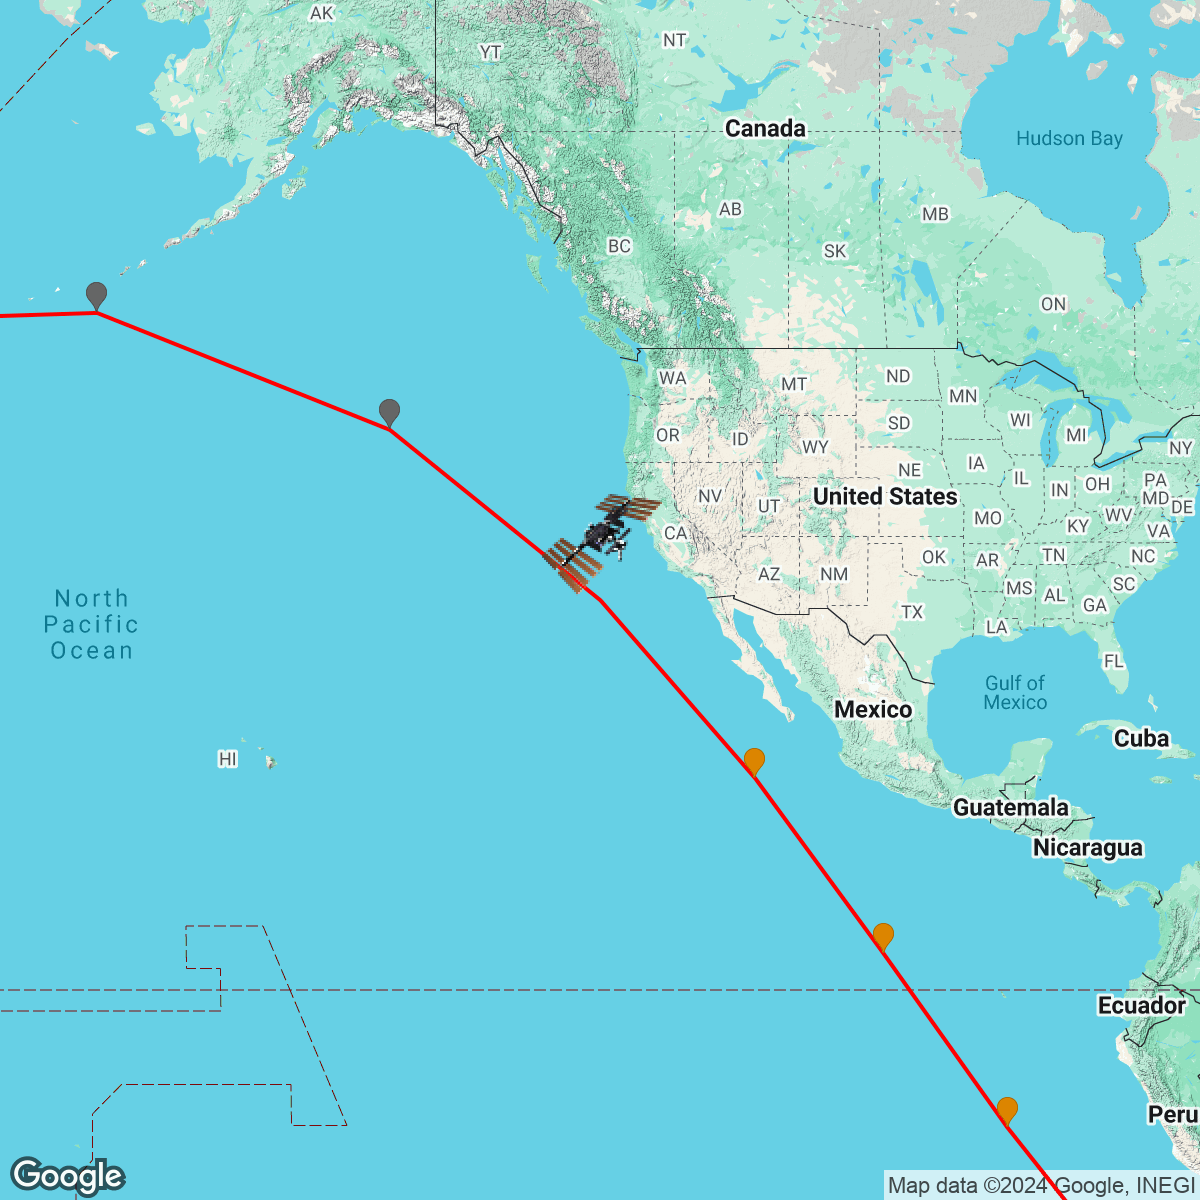 AK
YT
NT
Canada
Hudson Bay
AB
MB
BC
SK
ON
WA
MT
ND
MN
OR
ID
WY
SD
WI
MI
NY
NV
UT
NE
IA
IL
IN
OH
PA
MD
DE
United States
CA
MO
KY
WV
VA
AZ
NM
OK
AR
TN
NC
TX
MS
AL
GA
SC
LA
FL
North
Pacific
Ocean
Gulf of
Mexico
Mexico
Cuba
HI
Guatemala
Nicaragua
Ecuador
Peru
Google
Map data ©2024 Google, INEGI